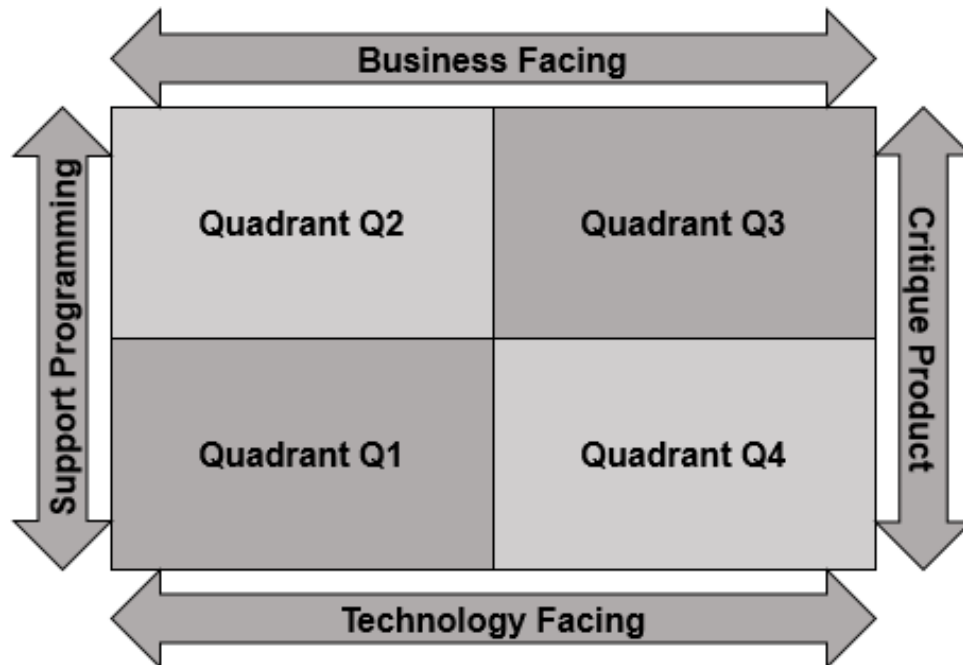 Business Facing
Support Programming
Quadrant Q2
Quadrant Q3
Critique Product
Quadrant Q1
Quadrant Q4
Technology Facing